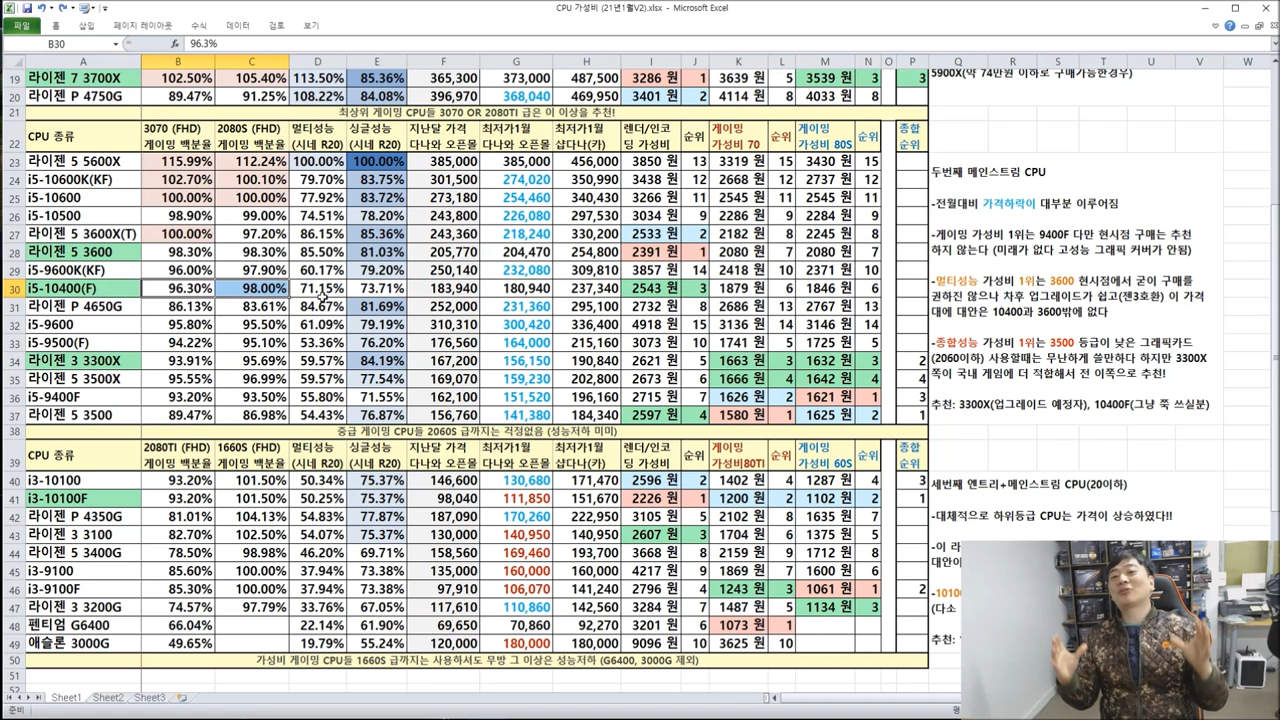 CPU 가성비 (21년1월V2).xlsx - Microsoft Excel
파일 홈 삽입 페이지 레이아웃 수식 데이터 검토 보기
B30 fx 96.3%
A B C D E F G H I J K L M N O P Q R S T U V W
19 라이젠 7 3700X 102.50% 105.40% 113.50% 85.36% 365,300 373,000 487,500 3286 원 1 3639 원 5 3539 원 3 3
5900X(약 74만원 이하로 구매가능한경우)
20 라이젠 P 4750G 89.47% 91.25% 108.22% 84.08% 396,970 368,040 469,950 3401 원 2 4114 원 8 4033 원 8
21 최상위 게이밍 CPU들 3070 OR 2080TI 급은 이 이상을 추천!
22 CPU 종류 3070 (FHD) 게이밍 백분율 2080S (FHD) 게이밍 백분율 멀티성능 (시네 R20) 싱글성능 (시네 R20) 지난달 가격 다나와 오픈몰 최저가1월 다나와 오픈몰 최저가1월 샵다나(카) 렌더/인코딩 가성비 순위 게이밍 가성비 70 순위 게이밍 가성비 80S 순위 종합 순위
23 라이젠 5 5600X 115.99% 112.24% 100.00% 100.00% 385,000 385,000 456,000 3850 원 13 3319 원 15 3430 원 15
두번째 메인스트림 CPU
24 i5-10600K(KF) 102.70% 100.10% 79.70% 83.75% 301,500 274,020 350,990 3438 원 12 2668 원 12 2737 원 12
25 i5-10600 100.00% 100.00% 77.92% 83.72% 273,180 254,460 340,430 3266 원 11 2545 원 11 2545 원 11
-전월대비 가격하락이 대부분 이루어짐
26 i5-10500 98.90% 99.00% 74.51% 78.20% 243,800 226,080 297,530 3034 원 9 2286 원 9 2284 원 9
27 라이젠 5 3600X(T) 100.00% 97.20% 86.15% 85.36% 243,360 218,240 330,200 2533 원 2 2182 원 8 2245 원 8
-게이밍 가성비 1위는 9400F 다만 현시점 구매는 추천
28 라이젠 5 3600 98.30% 98.30% 85.50% 81.03% 205,770 204,470 254,800 2391 원 1 2080 원 7 2080 원 7
하지 않는다 (미래가 없다 고성능 그래픽 커버가 안됨)
29 i5-9600K(KF) 96.00% 97.90% 60.17% 79.20% 250,140 232,080 309,810 3857 원 14 2418 원 10 2371 원 10
30 i5-10400(F) 96.30% 98.00% 71.15% 73.71% 183,940 180,940 237,340 2543 원 3 1879 원 6 1846 원 6
-멀티성능 가성비 1위는 3600 현시점에서 굳이 구매를
권하진 않으나 차후 업그레이드가 쉽고(젠3호환) 이 가격
31 라이젠 P 4650G 86.13% 83.61% 84.67% 81.69% 252,000 231,360 295,100 2732 원 8 2686 원 13 2767 원 13
대에 대안은 10400과 3600밖에 없다
32 i5-9600 95.80% 95.50% 61.09% 79.19% 310,310 300,420 336,400 4918 원 15 3136 원 14 3146 원 14
33 i5-9500(F) 94.22% 95.10% 53.36% 76.20% 176,560 164,000 215,160 3073 원 10 1741 원 5 1725 원 5
-종합성능 가성비 1위는 3500 등급이 낮은 그래픽카드
34 라이젠 3 3300X 93.91% 95.69% 59.57% 84.19% 167,200 156,150 190,840 2621 원 5 1663 원 3 1632 원 3 2
(2060이하) 사용할때는 무난하게 쓸만하다 하지만 3300X
35 라이젠 5 3500X 95.55% 96.99% 59.57% 77.54% 169,070 159,230 202,800 2673 원 6 1666 원 4 1642 원 4 4
쪽이 국내 게임에 더 적합해서 전 이쪽으로 추천!
36 i5-9400F 93.20% 93.50% 55.80% 71.55% 162,100 151,520 196,160 2715 원 7 1626 원 2 1621 원 1 3
추천: 3300X(업그레이드 예정자), 10400F(그냥 쭉 쓰실분)
37 라이젠 5 3500 89.47% 86.98% 54.43% 76.87% 156,760 141,380 184,340 2597 원 4 1580 원 1 1625 원 2 1
38 중급 게이밍 CPU들 2060S 급까지는 걱정없음 (성능저하 미미)
39 CPU 종류 2080TI (FHD) 게이밍 백분율 1660S (FHD) 게이밍 백분율 멀티성능 (시네 R20) 싱글성능 (시네 R20) 지난달 가격 다나와 오픈몰 최저가1월 다나와 오픈몰 최저가1월 샵다나(카) 렌더/인코딩 가성비 순위 게이밍 가성비80TI 순위 게이밍 가성비 60S 순위 종합 순위
40 i3-10100 93.20% 101.50% 50.34% 75.37% 146,600 130,680 171,470 2596 원 2 1402 원 4 1287 원 4 3
세번째 엔트리+메인스트림 CPU(20이하)
41 i3-10100F 93.20% 101.50% 50.25% 75.37% 98,040 111,850 151,670 2226 원 1 1200 원 2 1102 원 2 1
42 라이젠 P 4350G 81.01% 104.13% 54.83% 77.87% 187,090 170,260 222,950 3105 원 5 2102 원 8 1635 원 7
-대체적으로 하위등급 CPU는 가격이 상승하였다!!
43 라이젠 3 3100 82.70% 102.50% 54.07% 75.37% 130,000 140,950 140,950 2607 원 3 1704 원 6 1375 원 5
-이 라
44 라이젠 5 3400G 78.50% 98.98% 46.20% 69.71% 158,560 169,460 193,700 3668 원 8 2159 원 9 1712 원 8
대안이
45 i3-9100 85.60% 100.00% 37.94% 73.38% 135,000 160,000 160,000 4217 원 9 1869 원 7 1600 원 6
46 i3-9100F 85.30% 100.00% 37.94% 73.38% 97,910 106,070 141,240 2796 원 4 1243 원 3 1061 원 1 2
-1010
47 라이젠 3 3200G 74.57% 97.79% 33.76% 67.05% 117,610 110,860 142,560 3284 원 7 1487 원 5 1134 원 3
(다소
48 펜티엄 G6400 66.04% 22.14% 61.90% 69,650 70,860 92,270 3201 원 6 1073 원 1
49 애슬론 3000G 49.65% 19.79% 55.24% 120,000 180,000 180,000 9096 원 10 3625 원 10
추천:
50 가성비 게이밍 CPU들 1660S 급까지는 사용하셔도 무방 그 이상은 성능저하 (G6400, 3000G 제외)
51
52
Sheet1 Sheet2 Sheet3
준비